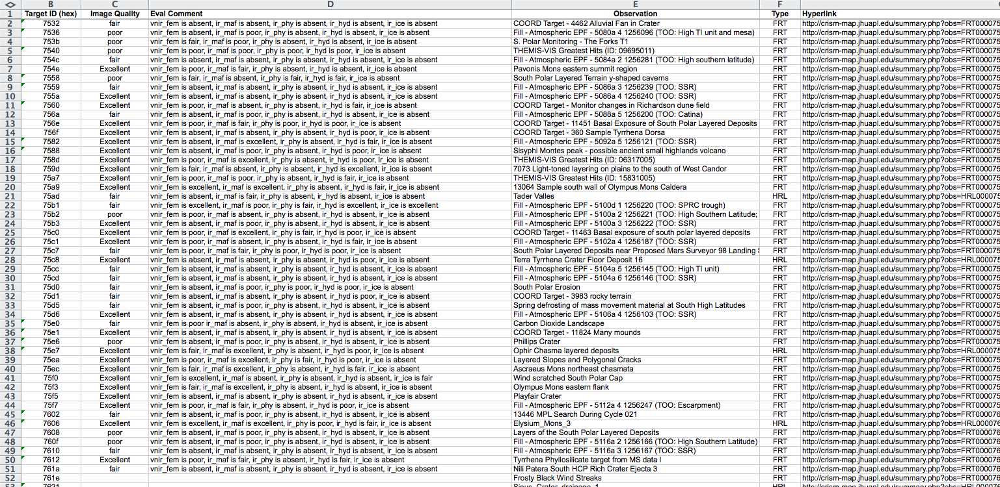 B C D E F
1 Target ID (hex) Image Quality Eval Comment Observation Type Hyperlink
2 7532 fair vnir_fem is absent, ir_maf is absent, ir_phy is absent, ir_hyd is absent, ir_ice is absent COORD Target - 4462 Alluvial Fan in Crater FRT http://crism-map.jhuapl.edu/summary.php?obs=FRT000075
3 7536 poor vnir_fem is absent, ir_maf is poor, ir_phy is absent, ir_hyd is absent, ir_ice is absent Fill - Atmospheric EPF - 5080a 4 1256096 (TOO: High TI unit and mesa) FRT http://crism-map.jhuapl.edu/summary.php?obs=FRT000075
4 753b poor vnir_fem is fair, ir_maf is poor, ir_phy is absent, ir_hyd is absent, ir_ice is absent S. Polar Monitoring - The Forks T1 FRT http://crism-map.jhuapl.edu/summary.php?obs=FRT000075
5 7540 poor vnir_fem is absent, ir_maf is poor, ir_phy is poor, ir_hyd is poor, ir_ice is absent THEMIS-VIS Greatest Hits (ID: 09695011) FRT http://crism-map.jhuapl.edu/summary.php?obs=FRT000075
6 754c fair vnir_fem is absent, ir_maf is absent, ir_phy is absent, ir_hyd is absent, ir_ice is absent Fill - Atmospheric EPF - 5084a 2 1256281 (TOO: High southern latitude) FRT http://crism-map.jhuapl.edu/summary.php?obs=FRT000075
7 754e Excellent vnir_fem is poor, ir_maf is fair, ir_phy is absent, ir_hyd is absent, ir_ice is absent Pavonis Mons eastern summit region FRT http://crism-map.jhuapl.edu/summary.php?obs=FRT000075
8 7558 poor vnir_fem is fair, ir_maf is absent, ir_phy is fair, ir_hyd is fair, ir_ice is absent South Polar Layered Terrain y-shaped caverns FRT http://crism-map.jhuapl.edu/summary.php?obs=FRT000075
9 7559 fair vnir_fem is absent, ir_maf is absent, ir_phy is absent, ir_hyd is absent, ir_ice is absent Fill - Atmospheric EPF - 5086a 3 1256239 (TOO: SSR) FRT http://crism-map.jhuapl.edu/summary.php?obs=FRT000075
10 755a Excellent vnir_fem is absent, ir_maf is absent, ir_phy is absent, ir_hyd is absent, ir_ice is absent Fill - Atmospheric EPF - 5086a 4 1256240 (TOO: SSR) FRT http://crism-map.jhuapl.edu/summary.php?obs=FRT000075
11 7560 Excellent vnir_fem is poor, ir_maf is absent, ir_phy is absent, ir_hyd is fair, ir_ice is absent COORD Target - Monitor changes in Richardson dune field FRT http://crism-map.jhuapl.edu/summary.php?obs=FRT000075
12 756a fair vnir_fem is absent, ir_maf is absent, ir_phy is absent, ir_hyd is absent, ir_ice is absent Fill - Atmospheric EPF - 5088a 5 1256200 (TOO: Catina) FRT http://crism-map.jhuapl.edu/summary.php?obs=FRT000075
13 756e Excellent vnir_fem is poor, ir_maf is fair, ir_phy is poor, ir_hyd is poor, ir_ice is absent COORD Target - 11451 Basal Exposure of South Polar Layered Deposits FRT http://crism-map.jhuapl.edu/summary.php?obs=FRT000075
14 756f Excellent vnir_fem is absent, ir_maf is poor, ir_phy is absent, ir_hyd is poor, ir_ice is absent COORD Target - 360 Sample Tyrrhena Dorsa FRT http://crism-map.jhuapl.edu/summary.php?obs=FRT000075
15 7582 Excellent vnir_fem is absent, ir_maf is excellent, ir_phy is absent, ir_hyd is fair, ir_ice is absent Fill - Atmospheric EPF - 5092a 5 1256121 (TOO: SSR) FRT http://crism-map.jhuapl.edu/summary.php?obs=FRT000075
16 7588 Excellent vnir_fem is poor, ir_maf is absent, ir_phy is absent, ir_hyd is poor, ir_ice is absent Sisyphi Montes peak - possible ancient small highlands volcano FRT http://crism-map.jhuapl.edu/summary.php?obs=FRT000075
17 758d Excellent vnir_fem is poor, ir_maf is excellent, ir_phy is absent, ir_hyd is poor, ir_ice is absent THEMIS-VIS Greatest Hits (ID: 06317005) FRT http://crism-map.jhuapl.edu/summary.php?obs=FRT000075
18 759d Excellent vnir_fem is fair, ir_maf is absent, ir_phy is absent, ir_hyd is excellent, ir_ice is absent 7073 Light-toned layering on plains to the south of West Candor FRT http://crism-map.jhuapl.edu/summary.php?obs=FRT000075
19 75a7 Excellent vnir_fem is poor, ir_maf is poor, ir_phy is absent, ir_hyd is fair, ir_ice is absent THEMIS-VIS Greatest Hits (ID: 15831005) FRT http://crism-map.jhuapl.edu/summary.php?obs=FRT000075
20 75a9 Excellent vnir_fem is excellent, ir_maf is excellent, ir_phy is absent, ir_hyd is fair, ir_ice is absent 13064 Sample south wall of Olympus Mons Caldera FRT http://crism-map.jhuapl.edu/summary.php?obs=FRT000075
21 75ad fair vnir_fem is absent, ir_maf is fair, ir_phy is absent, ir_hyd is absent, ir_ice is absent Tader Valles HRL http://crism-map.jhuapl.edu/summary.php?obs=HRL000075
22 75b1 fair vnir_fem is excellent, ir_maf is poor, ir_phy is fair, ir_hyd is excellent, ir_ice is excellent Fill - Atmospheric EPF - 5100d 1 1256220 (TOO: SPRC trough) FRT http://crism-map.jhuapl.edu/summary.php?obs=FRT000075
23 75b2 poor vnir_fem is poor, ir_maf is absent, ir_phy is absent, ir_hyd is absent, ir_ice is absent Fill - Atmospheric EPF - 5100a 2 1256221 (TOO: High Southern Latitude; FRT http://crism-map.jhuapl.edu/summary.php?obs=FRT000075
24 75b3 Excellent vnir_fem is absent, ir_maf is poor, ir_phy is absent, ir_hyd is absent, ir_ice is absent Fill - Atmospheric EPF - 5100a 3 1256222 (TOO: SSR) FRT http://crism-map.jhuapl.edu/summary.php?obs=FRT000075
25 75c0 Excellent vnir_fem is poor, ir_maf is excellent, ir_phy is fair, ir_hyd is poor, ir_ice is absent COORD Target - 11463 Basal exposure of south polar layered deposits FRT http://crism-map.jhuapl.edu/summary.php?obs=FRT000075
26 75c1 Excellent vnir_fem is poor, ir_maf is absent, ir_phy is absent, ir_hyd is fair, ir_ice is absent Fill - Atmospheric EPF - 5102a 4 1256187 (TOO: SSR) FRT http://crism-map.jhuapl.edu/summary.php?obs=FRT000075
27 75c7 fair vnir_fem is poor, ir_maf is fair, ir_phy is poor, ir_hyd is poor, ir_ice is absent South Polar Layered Deposits near Proposed Mars Surveyor 98 Landing FRT http://crism-map.jhuapl.edu/summary.php?obs=FRT000075
28 75c8 Excellent vnir_fem is absent, ir_maf is absent, ir_phy is absent, ir_hyd is poor, ir_ice is absent Terra Tyrrhena Crater Floor Deposit 16 HRL http://crism-map.jhuapl.edu/summary.php?obs=HRL000075
29 75cc fair vnir_fem is absent, ir_maf is absent, ir_phy is absent, ir_hyd is absent, ir_ice is absent Fill - Atmospheric EPF - 5104a 5 1256145 (TOO: High TI unit) FRT http://crism-map.jhuapl.edu/summary.php?obs=FRT000075
30 75cd fair vnir_fem is absent, ir_maf is absent, ir_phy is absent, ir_hyd is absent, ir_ice is absent Fill - Atmospheric EPF - 5104a 6 1256146 (TOO: SSR) FRT http://crism-map.jhuapl.edu/summary.php?obs=FRT000075
31 75d0 fair vnir_fem is absent, ir_maf is poor, ir_phy is poor, ir_hyd is poor, ir_ice is absent South Polar Erosion FRT http://crism-map.jhuapl.edu/summary.php?obs=FRT000075
32 75d1 fair vnir_fem is absent, ir_maf is absent, ir_phy is absent, ir_hyd is poor, ir_ice is absent COORD Target - 3983 rocky terrain FRT http://crism-map.jhuapl.edu/summary.php?obs=FRT000075
33 75d5 fair vnir_fem is absent, ir_maf is poor, ir_phy is absent, ir_hyd is absent, ir_ice is absent Spring defrosting of mass movement material at South High Latitudes FRT http://crism-map.jhuapl.edu/summary.php?obs=FRT000075
34 75d6 Excellent vnir_fem is absent, ir_maf is absent, ir_phy is absent, ir_hyd is absent, ir_ice is absent Fill - Atmospheric EPF - 5106a 4 1256103 (TOO: SSR) FRT http://crism-map.jhuapl.edu/summary.php?obs=FRT000075
35 75e0 fair vnir_fem is poor ir_maf is absent, ir_phy is absent, ir_hyd is absent, ir_ice is absent Carbon Dioxide Landscape FRT http://crism-map.jhuapl.edu/summary.php?obs=FRT000075
36 75e1 Excellent vnir_fem is absent, ir_maf is absent, ir_phy is absent, ir_hyd is absent, ir_ice is absent COORD Target - 11824 Many mounds FRT http://crism-map.jhuapl.edu/summary.php?obs=FRT000075
37 75e6 poor vnir_fem is absent, ir_maf is poor, ir_phy is absent, ir_hyd is absent, ir_ice is absent Phillips Crater FRT http://crism-map.jhuapl.edu/summary.php?obs=FRT000075
38 75e7 Excellent vnir_fem is fair, ir_maf is excellent, ir_phy is absent, ir_hyd is poor, ir_ice is absent Ophir Chasma layered deposits HRL http://crism-map.jhuapl.edu/summary.php?obs=HRL000075
39 75ea Excellent vnir_fem is poor, ir_maf is excellent, ir_phy is fair, ir_hyd is poor, ir_ice is absent Layered Slopes and Polygonal Cracks FRT http://crism-map.jhuapl.edu/summary.php?obs=FRT000075
40 75ec Excellent vnir_fem is fair, ir_maf is excellent, ir_phy is absent, ir_hyd is fair, ir_ice is absent Ascraeus Mons northeast chasmata FRT http://crism-map.jhuapl.edu/summary.php?obs=FRT000075
41 75f0 Excellent vnir_fem is excellent, ir_maf is absent, ir_phy is absent, ir_hyd is absent, ir_ice is fair Wind scratched South Polar Cap FRT http://crism-map.jhuapl.edu/summary.php?obs=FRT000075
42 75f3 Excellent vnir_fem is fair, ir_maf is excellent, ir_phy is absent, ir_hyd is absent, ir_ice is absent Olympus Mons eastern flank FRT http://crism-map.jhuapl.edu/summary.php?obs=FRT000075
43 75f5 Excellent vnir_fem is absent, ir_maf is absent, ir_phy is absent, ir_hyd is absent, ir_ice is absent Playfair Crater FRT http://crism-map.jhuapl.edu/summary.php?obs=FRT000075
44 75f7 Excellent vnir_fem is poor, ir_maf is fair, ir_phy is absent, ir_hyd is poor, ir_ice is absent Fill - Atmospheric EPF - 5112a 4 1256247 (TOO: Escarpment) FRT http://crism-map.jhuapl.edu/summary.php?obs=FRT000075
45 7602 fair vnir_fem is absent, ir_maf is poor, ir_phy is absent, ir_hyd is absent, ir_ice is absent 13446 MPL Search During Cycle 021 FRT http://crism-map.jhuapl.edu/summary.php?obs=FRT000076
46 7606 Excellent vnir_fem is excellent, ir_maf is excellent, ir_phy is poor, ir_hyd is fair, ir_ice is absent Elysium_Mons_3 HRL http://crism-map.jhuapl.edu/summary.php?obs=HRL000076
47 7608 poor vnir_fem is absent, ir_maf is poor, ir_phy is absent, ir_hyd is absent, ir_ice is absent Layers of the South Polar Layered Deposits FRT http://crism-map.jhuapl.edu/summary.php?obs=FRT000076
48 760f poor vnir_fem is absent, ir_maf is poor, ir_phy is absent, ir_hyd is absent, ir_ice is absent Fill - Atmospheric EPF - 5116a 2 1256166 (TOO: High Southern Latitude) FRT http://crism-map.jhuapl.edu/summary.php?obs=FRT000076
49 7610 fair vnir_fem is absent, ir_maf is absent, ir_phy is absent, ir_hyd is absent, ir_ice is absent Fill - Atmospheric EPF - 5116a 3 1256167 (TOO: SSR) FRT http://crism-map.jhuapl.edu/summary.php?obs=FRT000076
50 7612 Excellent vnir_fem is poor, ir_maf is fair, ir_phy is absent, ir_hyd is fair, ir_ice is absent Tyrrhena Phyllosilicate target from MS data I FRT http://crism-map.jhuapl.edu/summary.php?obs=FRT000076
51 761a fair vnir_fem is absent, ir_maf is absent, ir_phy is absent, ir_hyd is absent, ir_ice is absent Nili Patera South HCP Rich Crater Ejecta 3 FRT http://crism-map.jhuapl.edu/summary.php?obs=FRT000076
52 761e Frosty Black Wind Streaks FRT http://crism-map.jhuapl.edu/summary.php?obs=FRT000076
53 7621 Sinus_Crater_drainage_1 HRL